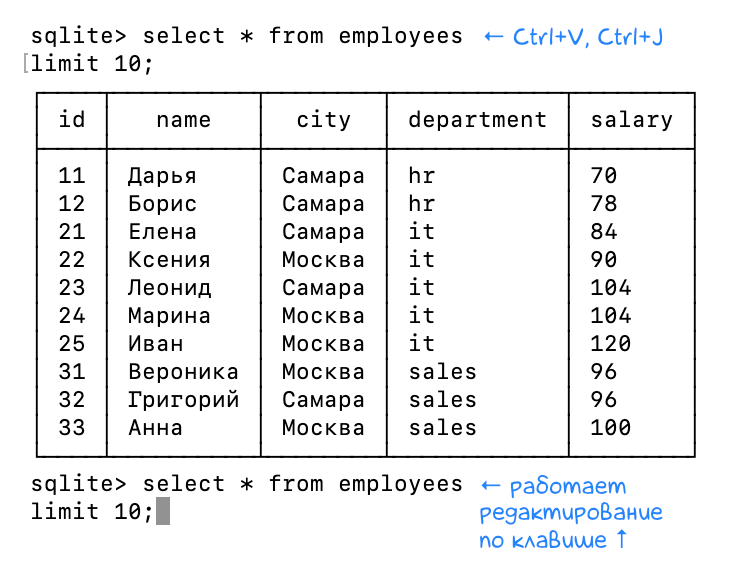 sqlite> select * from employees ← Ctrl+V, Ctrl+J
limit 10;
id name city department salary
11 Дарья Самара hr 70
12 Борис Самара hr 78
21 Елена Самара it 84
22 Ксения Москва it 90
23 Леонид Самара it 104
24 Марина Москва it 104
25 Иван Москва it 120
31 Вероника Москва sales 96
32 Григорий Самара sales 96
33 Анна Москва sales 100
sqlite> select * from employees ← работает
limit 10; редактирование
по клавише ↑